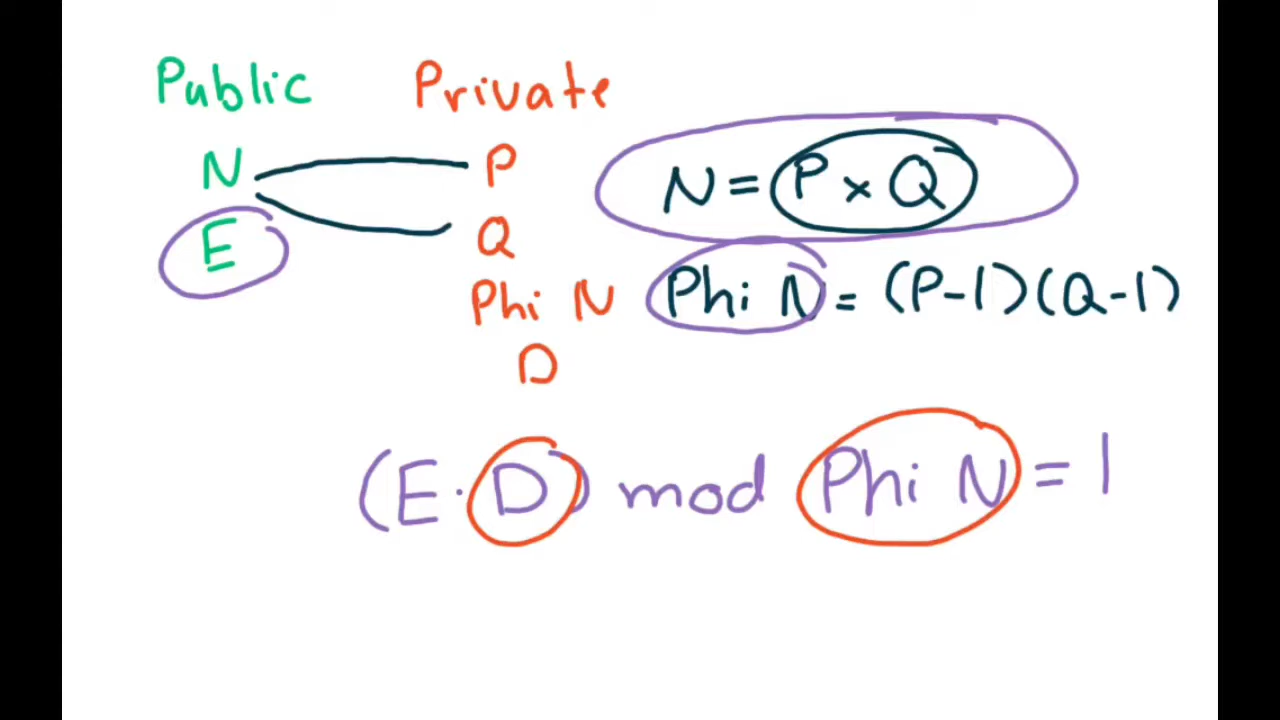 Public Private
N P N = P × Q
E Q
Phi N Phi N = (P-1)(Q-1)
D
(E · D) mod Phi N = 1